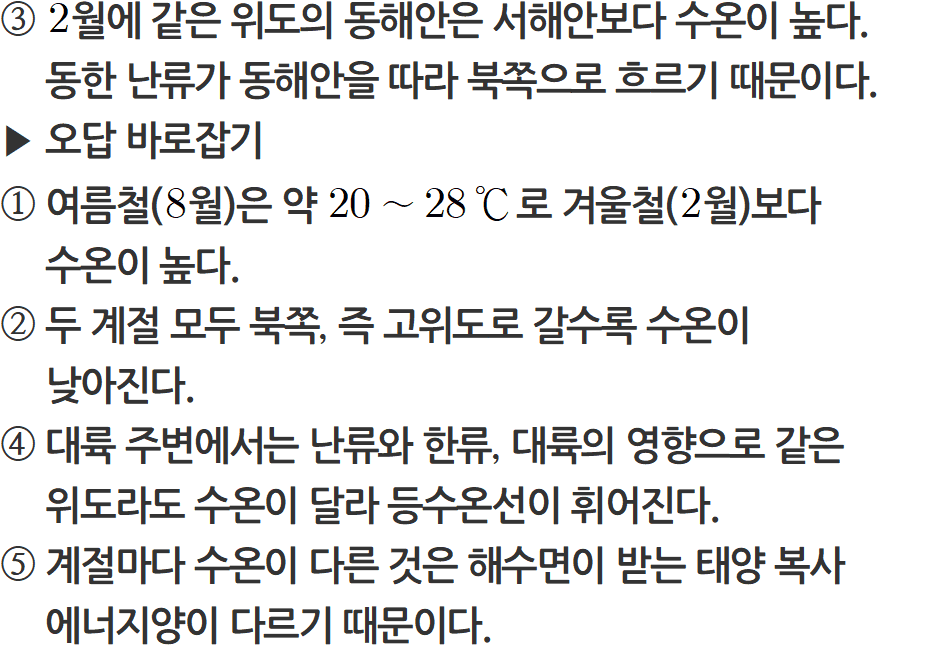 ③ 2월에 같은 위도의 동해안은 서해안보다 수온이 높다.
동한 난류가 동해안을 따라 북쪽으로 흐르기 때문이다.
▶ 오답 바로잡기
① 여름철(8월)은 약 20 ~ 28 ℃로 겨울철(2월)보다
수온이 높다.
② 두 계절 모두 북쪽, 즉 고위도로 갈수록 수온이
낮아진다.
④ 대륙 주변에서는 난류와 한류, 대륙의 영향으로 같은
위도라도 수온이 달라 등수온선이 휘어진다.
⑤ 계절마다 수온이 다른 것은 해수면이 받는 태양 복사
에너지양이 다르기 때문이다.